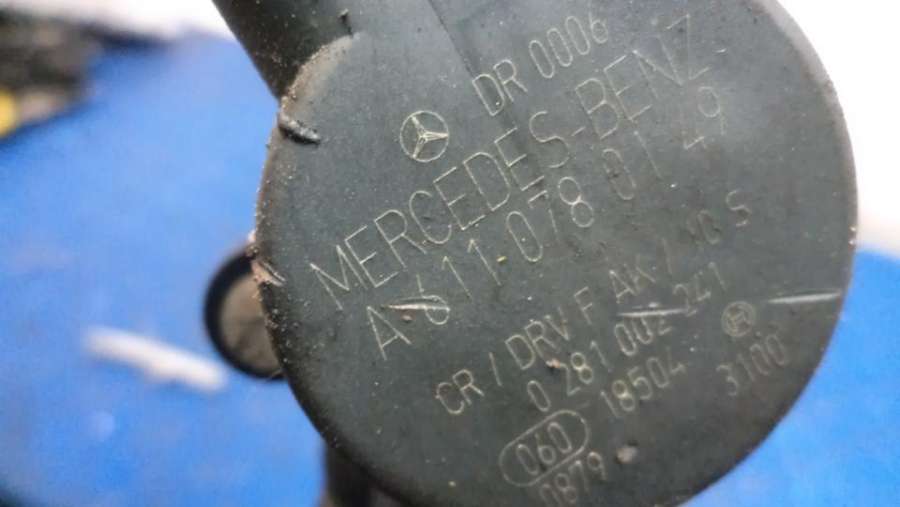 DR 0006
MERCEDES-BENZ
A 611 078 01 49
CR / DRV F AK / S
0 281 002 241
18504 3100
060
0879